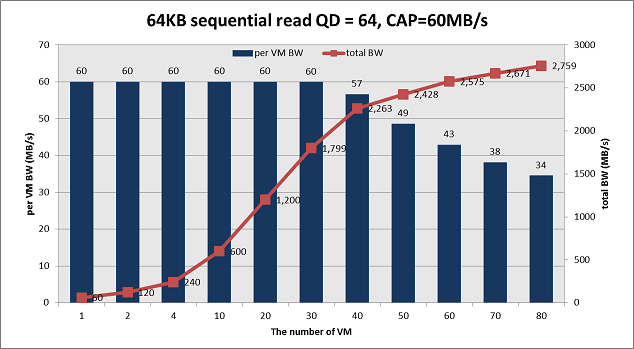 64KB sequential read QD = 64, CAP=60MB/s
per VM BW total BW
70 3000
60 60 60 60 60 60 60 57 2,263 2,428 2,575 2,671 2,759 2500
50 49 43 38 34 2000
40 1,799 1500
30 1,200 1000
20 600 500
10 60 120 240
0 0
1 2 4 10 20 30 40 50 60 70 80
The number of VM
per VM BW (MB/s)
total BW (MB/s)